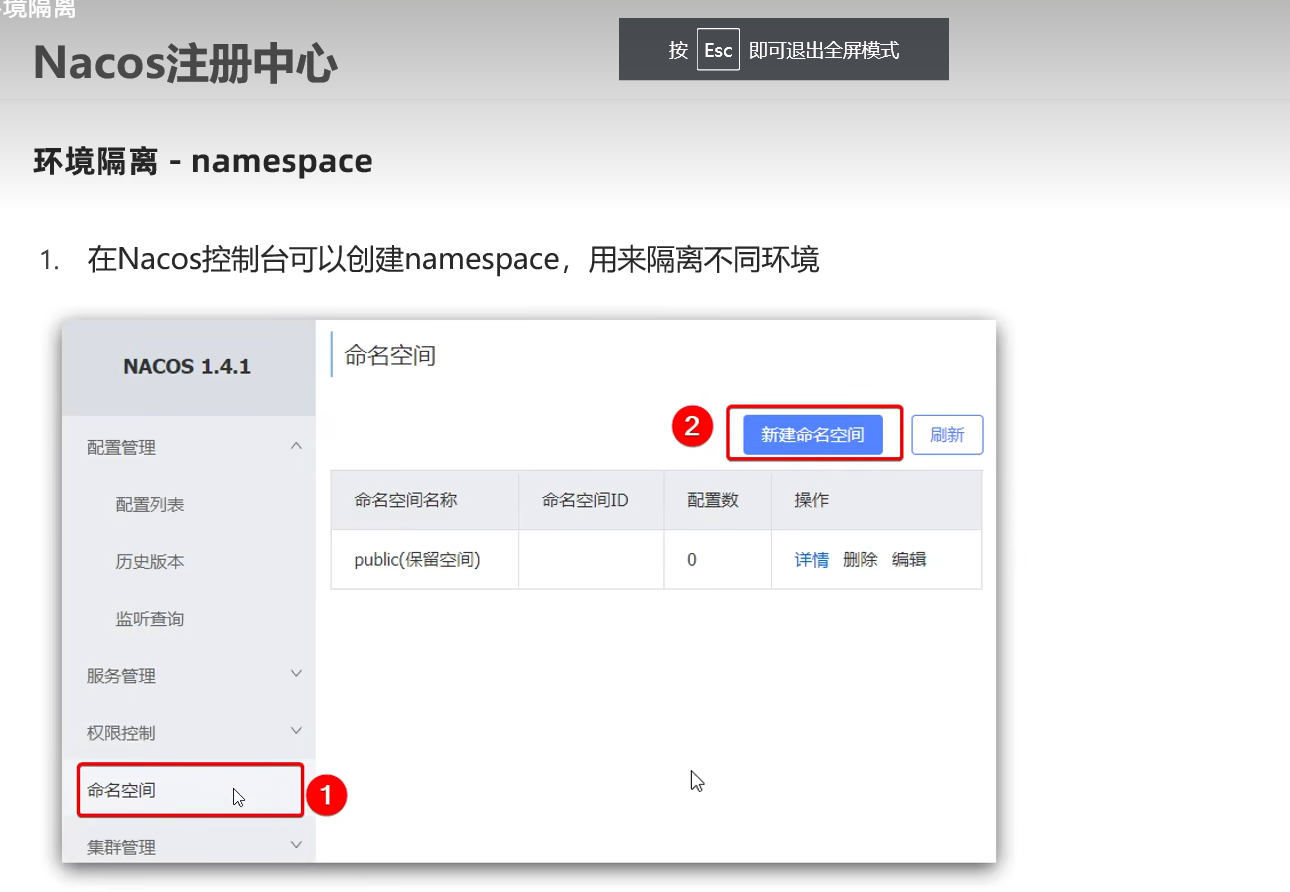 环境隔离
Nacos注册中心
按 Esc 即可退出全屏模式
环境隔离 - namespace
1. 在Nacos控制台可以创建namespace，用来隔离不同环境
NACOS 1.4.1
配置管理
配置列表
历史版本
监听查询
服务管理
权限控制
命名空间
1
集群管理
命名空间
2
新建命名空间
刷新
命名空间名称 命名空间ID 配置数 操作
public(保留空间) 0 详情 删除 编辑